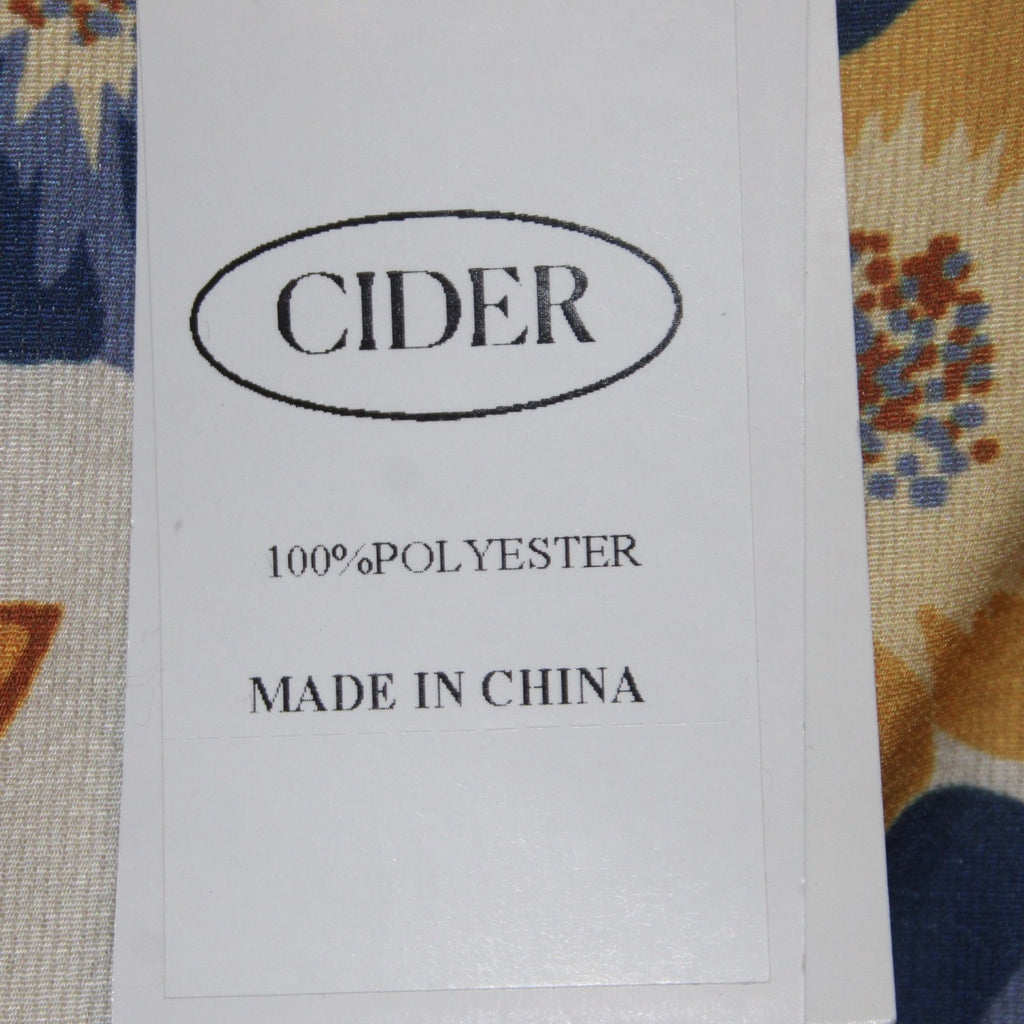 CIDER
100%POLYESTER
MADE IN CHINA